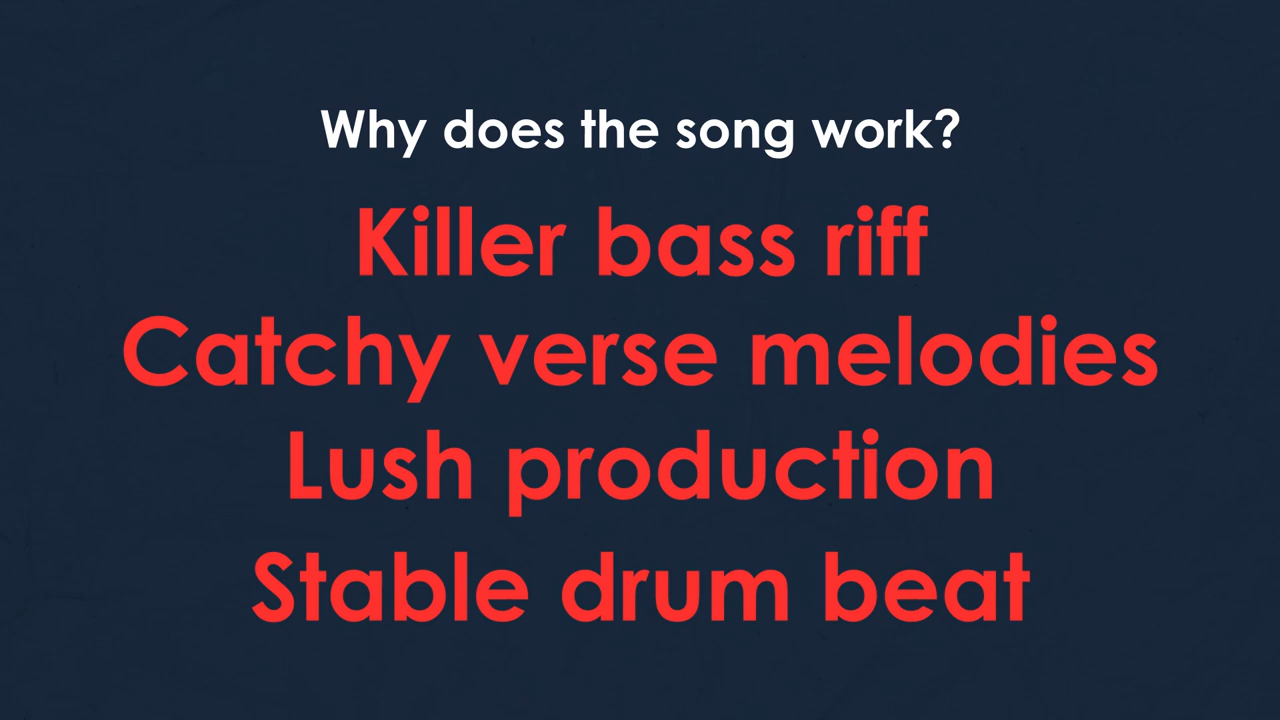 Why does the song work?
Killer bass riff
Catchy verse melodies
Lush production
Stable drum beat